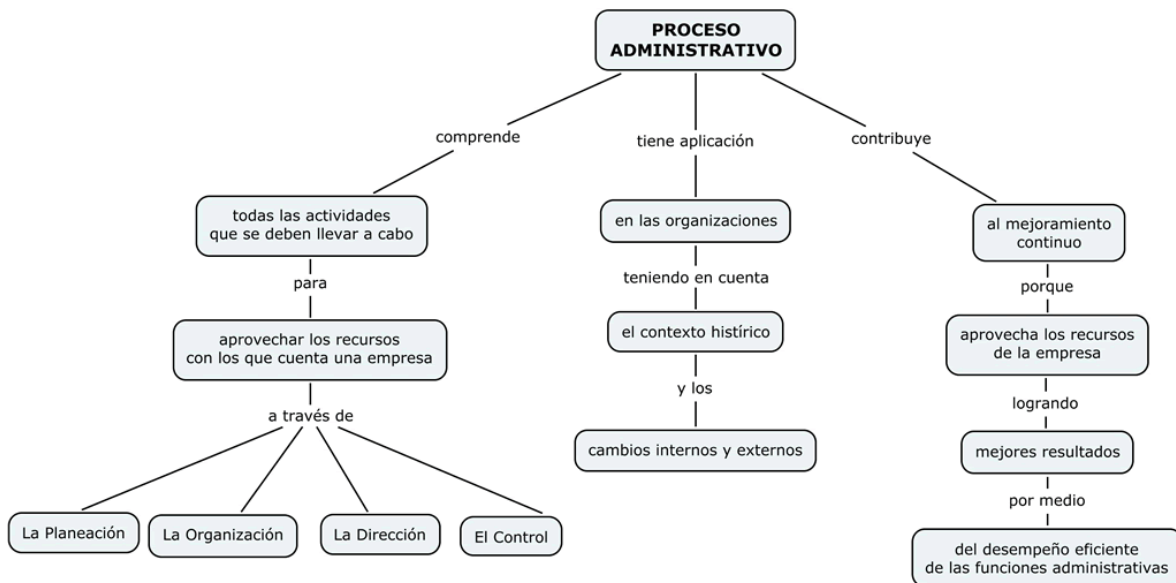 PROCESO
ADMINISTRATIVO
comprende
todas las actividades
que se deben llevar a cabo
para
aprovechar los recursos
con los que cuenta una empresa
a través de
La Planeación
La Organización
La Dirección
El Control
tiene aplicación
en las organizaciones
teniendo en cuenta
el contexto histírico
y los
cambios internos y externos
contribuye
al mejoramiento
continuo
porque
aprovecha los recursos
de la empresa
logrando
mejores resultados
por medio
del desempeño eficiente
de las funciones administrativas